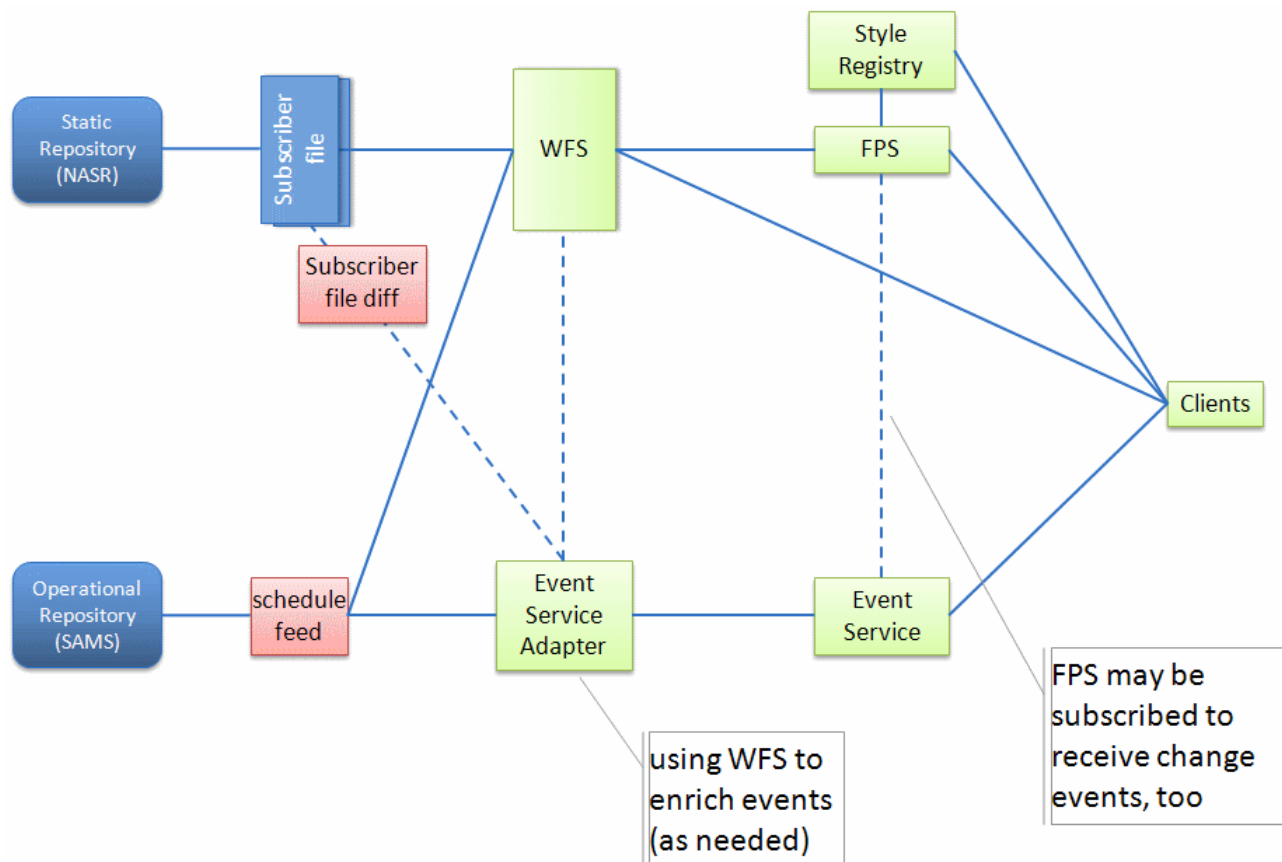 Style
Registry
Static
Repository
(NASR)
Subscriber
file
WFS
FPS
Subscriber
file diff
Clients
Operational
Repository
(SAMS)
schedule
feed
Event
Service
Adapter
Event
Service
FPS may be
subscribed to
receive change
events, too
using WFS to
enrich events
(as needed)